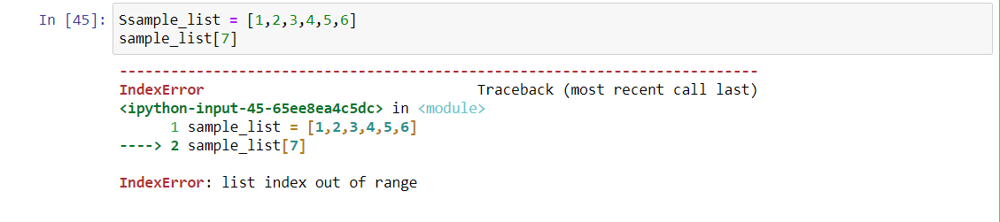 In [45]: Ssample_list = [1,2,3,4,5,6]
sample_list[7]
---------------------------------------------------------------------------
IndexError                                Traceback (most recent call last)
<ipython-input-45-65ee8ea4c5dc> in <module>
      1 sample_list = [1,2,3,4,5,6]
----> 2 sample_list[7]
IndexError: list index out of range